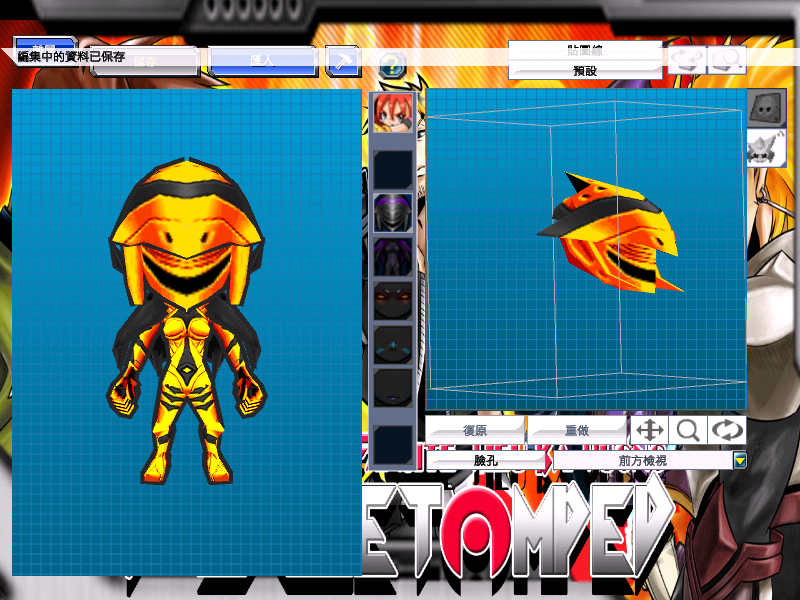 編集中的資料已保存
匯入
貼圖線
預設
復原
重做
臉孔
前方檢視
ETOMPED